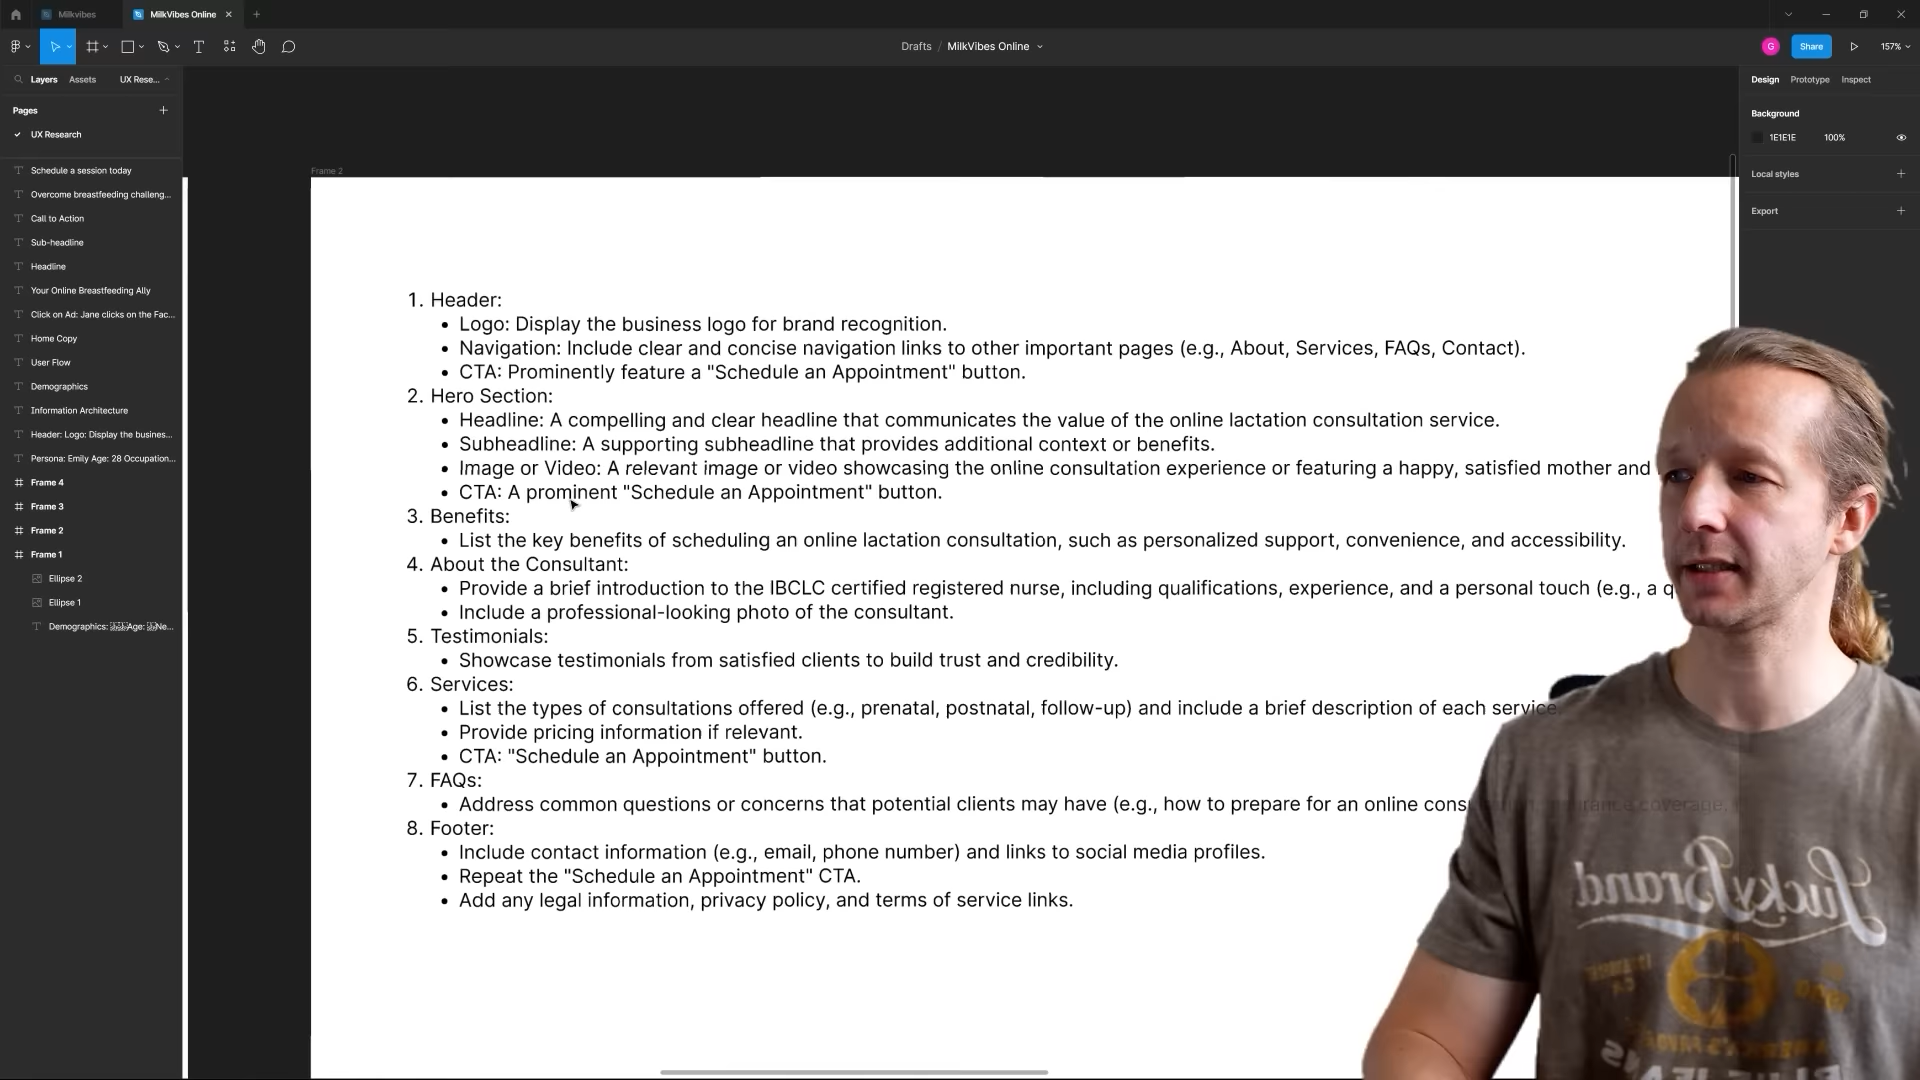 Milkvibes
MilkVibes Online
Drafts / MilkVibes Online
G
Share
157%
Layers
Assets
UX Rese...
Design
Prototype
Inspect
Pages
UX Research
Background
1E1E1E
100%
Local styles
Export
Schedule a session today
Overcome breastfeeding challeng...
Call to Action
Sub-headline
Headline
Your Online Breastfeeding Ally
Click on Ad: Jane clicks on the Fac...
Home Copy
User Flow
Demographics
Information Architecture
Header: Logo: Display the busines...
Persona: Emily Age: 28 Occupation...
Frame 4
Frame 3
Frame 2
Frame 1
Ellipse 2
Ellipse 1
Demographics: Age: Ne...
Frame 2
1. Header:
• Logo: Display the business logo for brand recognition.
• Navigation: Include clear and concise navigation links to other important pages (e.g., About, Services, FAQs, Contact).
• CTA: Prominently feature a "Schedule an Appointment" button.
2. Hero Section:
• Headline: A compelling and clear headline that communicates the value of the online lactation consultation service.
• Subheadline: A supporting subheadline that provides additional context or benefits.
• Image or Video: A relevant image or video showcasing the online consultation experience or featuring a happy, satisfied mother and
• CTA: A prominent "Schedule an Appointment" button.
3. Benefits:
• List the key benefits of scheduling an online lactation consultation, such as personalized support, convenience, and accessibility.
4. About the Consultant:
• Provide a brief introduction to the IBCLC certified registered nurse, including qualifications, experience, and a personal touch (e.g., a q
• Include a professional-looking photo of the consultant.
5. Testimonials:
• Showcase testimonials from satisfied clients to build trust and credibility.
6. Services:
• List the types of consultations offered (e.g., prenatal, postnatal, follow-up) and include a brief description of each service.
• Provide pricing information if relevant.
• CTA: "Schedule an Appointment" button.
7. FAQs:
• Address common questions or concerns that potential clients may have (e.g., how to prepare for an online cons insurance coverage,
8. Footer:
• Include contact information (e.g., email, phone number) and links to social media profiles.
• Repeat the "Schedule an Appointment" CTA.
• Add any legal information, privacy policy, and terms of service links.
Lucky Brand